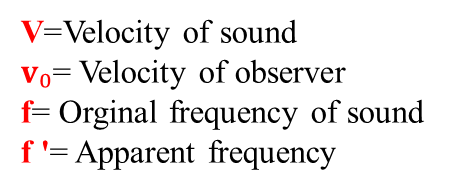 V=Velocity of sound
v₀= Velocity of observer
f= Orginal frequency of sound
f '= Apparent frequency